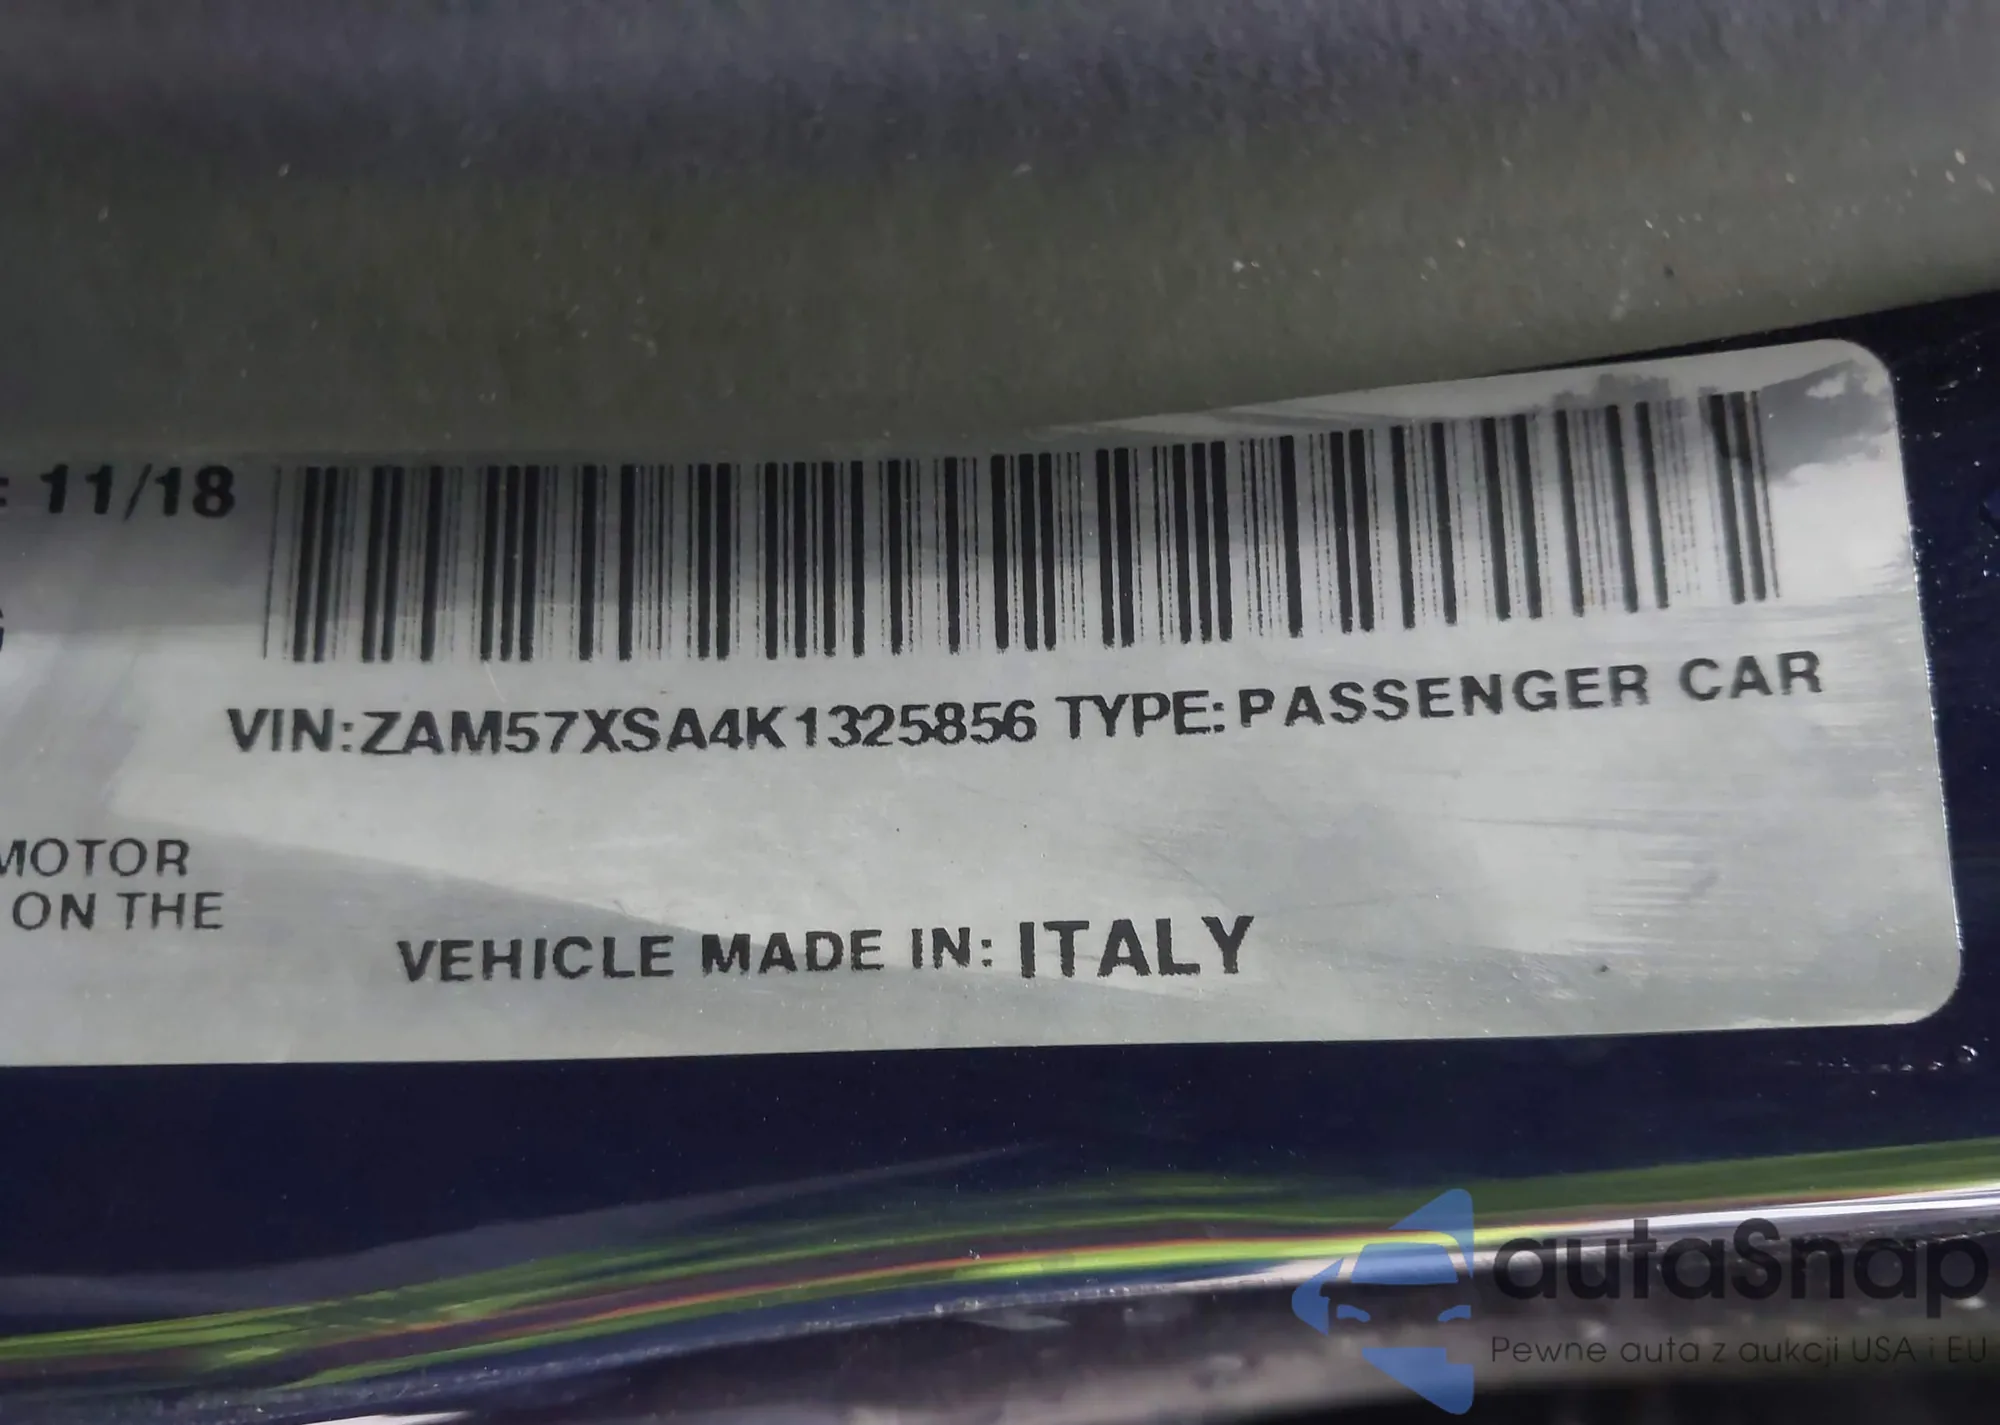 : 11/18
VIN:ZAM57XSA4K1325856 TYPE:PASSENGER CAR
MOTOR
ON THE
VEHICLE MADE IN: ITALY
autaSnap
Pewne auta z aukcji USA i EU